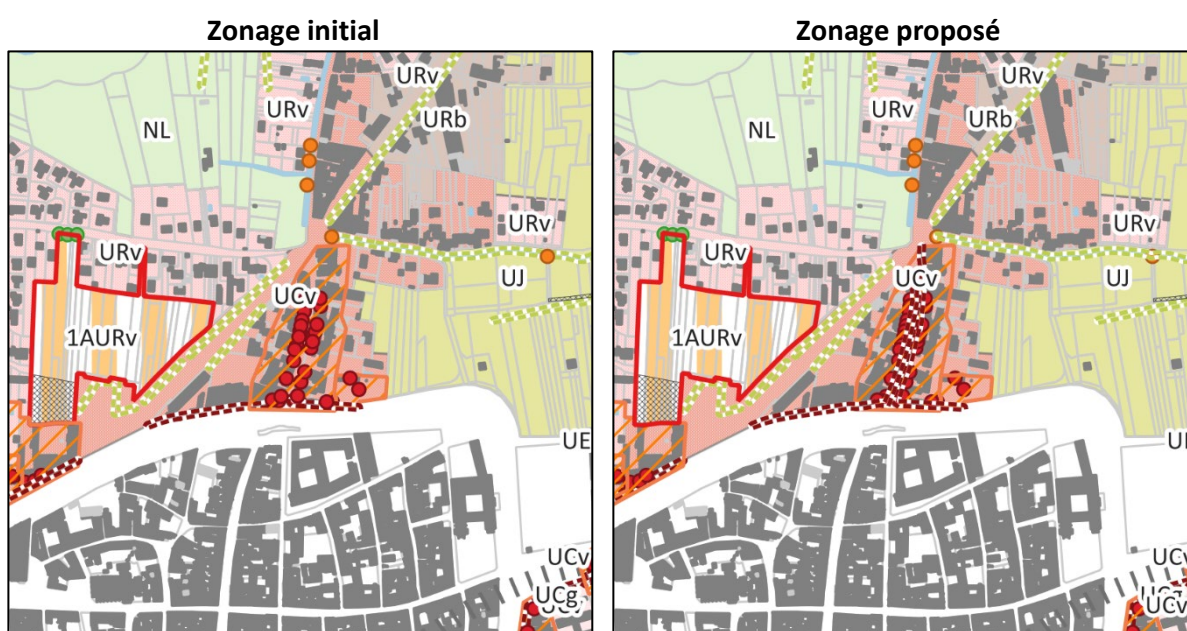 Zonage initial
Zonage proposé
URv
URv
NL
URb
URv
URv
UCv
UJ
1AURv
UE
UCv
UCg
URv
URv
NL
URb
URv
URv
UCv
UJ
1AURv
UCv